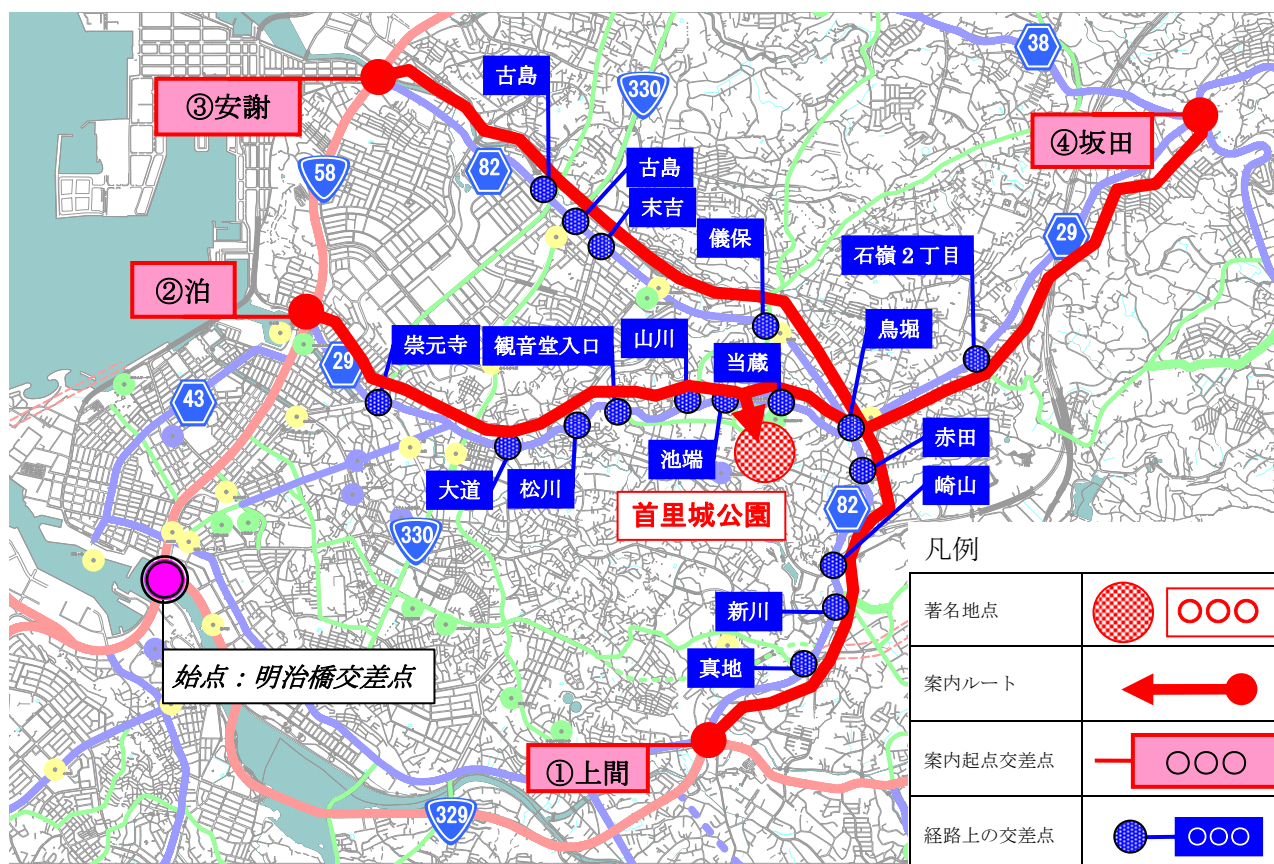 38
古島
330
③安謝
④坂田
82
古島
58
末吉
儀保
29
石嶺２丁目
②泊
鳥堀
山川
崇元寺
観音堂入口
当蔵
29
43
赤田
池端
大道
松川
崎山
首里城公園
82
330
凡例
著名地点
○○○
新川
始点：明治橋交差点
真地
案内ルート
①上間
案内起点交差点
○○○
329
経路上の交差点
○○○